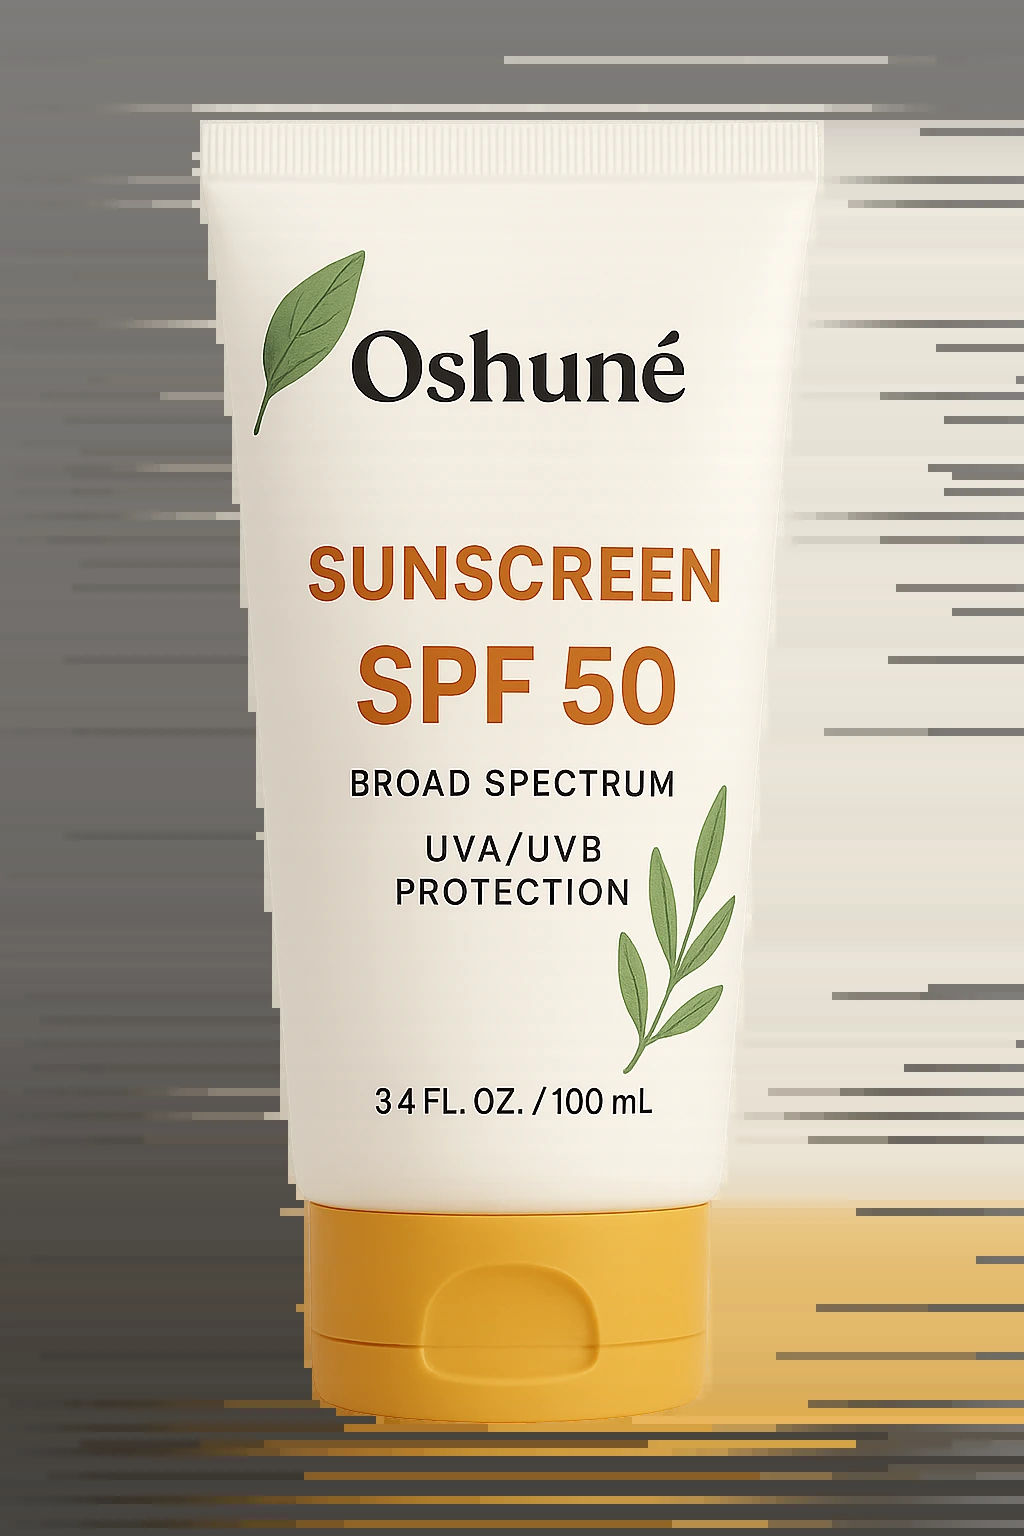 Oshuné
SUNSCREEN
SPF 50
BROAD SPECTRUM
UVA/UVB
PROTECTION
3 4 FL. OZ. / 100 mL